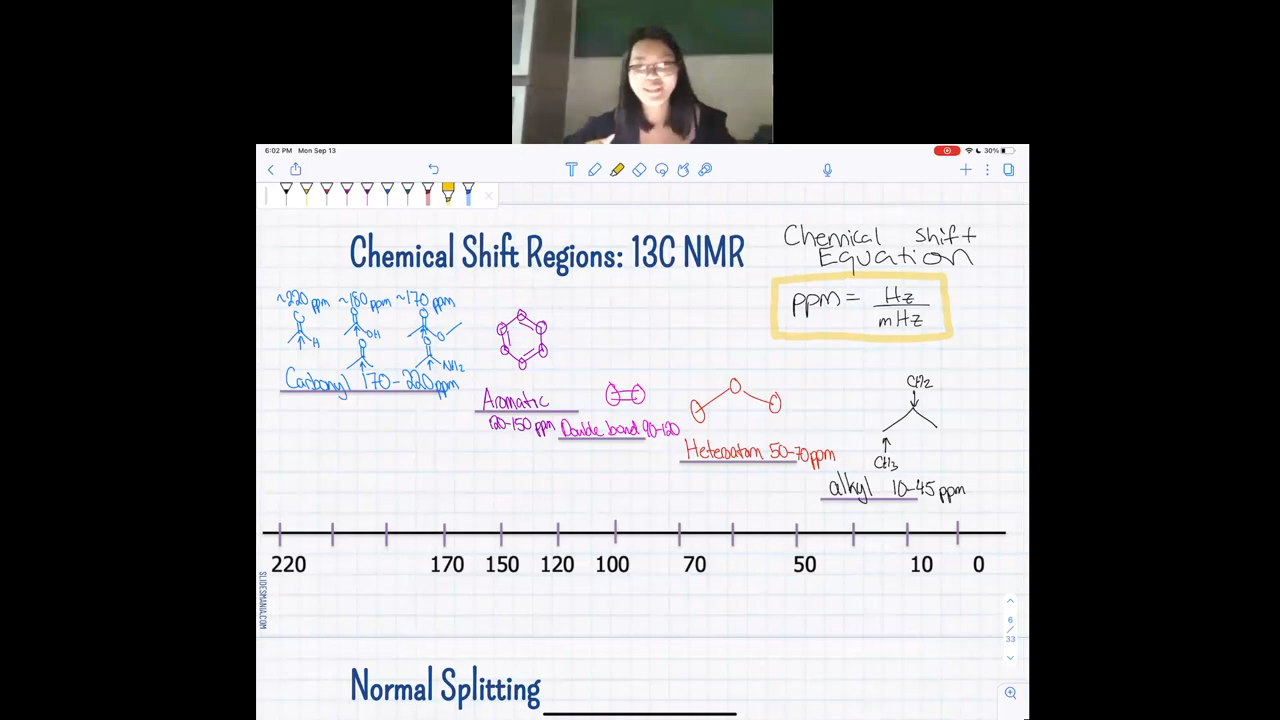 6:02 PM Mon Sep 13
30%
Chemical Shift Regions: 13C NMR
Chemical Shift
Equation
ppm = Hz
mHz
~220 ppm ~180 ppm ~170 ppm
O O O
H OH O
O O
NH2
Carbonyl 170-220 ppm
Aromatic
120-150 ppm
Double bond 90-120
O
Heteroatom 50-70 ppm
CH2
CH3
alkyl 10-45 ppm
220 170 150 120 100 70 50 10 0
SLIDESMANIA.COM
6
/
33
Normal Splitting